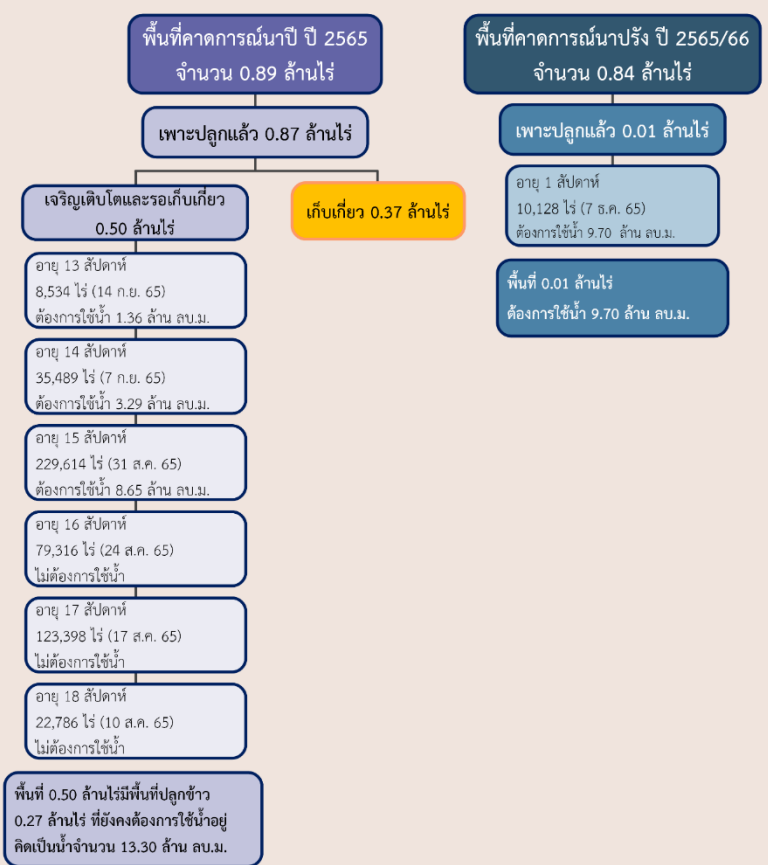 พื้นที่คาดการณ์นาปี ปี 2565
จำนวน 0.89 ล้านไร่
เพาะปลูกแล้ว 0.87 ล้านไร่
เจริญเติบโตและรอเก็บเกี่ยว
0.50 ล้านไร่
เก็บเกี่ยว 0.37 ล้านไร่
อายุ 13 สัปดาห์
8,534 ไร่ (14 ก.ย. 65)
ต้องการใช้น้ำ 1.36 ล้าน ลบ.ม.
อายุ 14 สัปดาห์
35,489 ไร่ (7 ก.ย. 65)
ต้องการใช้น้ำ 3.29 ล้าน ลบ.ม.
อายุ 15 สัปดาห์
229,614 ไร่ (31 ส.ค. 65)
ต้องการใช้น้ำ 8.65 ล้าน ลบ.ม.
อายุ 16 สัปดาห์
79,316 ไร่ (24 ส.ค. 65)
ไม่ต้องการใช้น้ำ
อายุ 17 สัปดาห์
123,398 ไร่ (17 ส.ค. 65)
ไม่ต้องการใช้น้ำ
อายุ 18 สัปดาห์
22,786 ไร่ (10 ส.ค. 65)
ไม่ต้องการใช้น้ำ
พื้นที่ 0.50 ล้านไร่มีพื้นที่ปลูกข้าว
0.27 ล้านไร่ ที่ยังคงต้องการใช้น้ำอยู่
คิดเป็นน้ำจำนวน 13.30 ล้าน ลบ.ม.
พื้นที่คาดการณ์นาปรัง ปี 2565/66
จำนวน 0.84 ล้านไร่
เพาะปลูกแล้ว 0.01 ล้านไร่
อายุ 1 สัปดาห์
10,128 ไร่ (7 ธ.ค. 65)
ต้องการใช้น้ำ 9.70 ล้าน ลบ.ม.
พื้นที่ 0.01 ล้านไร่
ต้องการใช้น้ำ 9.70 ล้าน ลบ.ม.